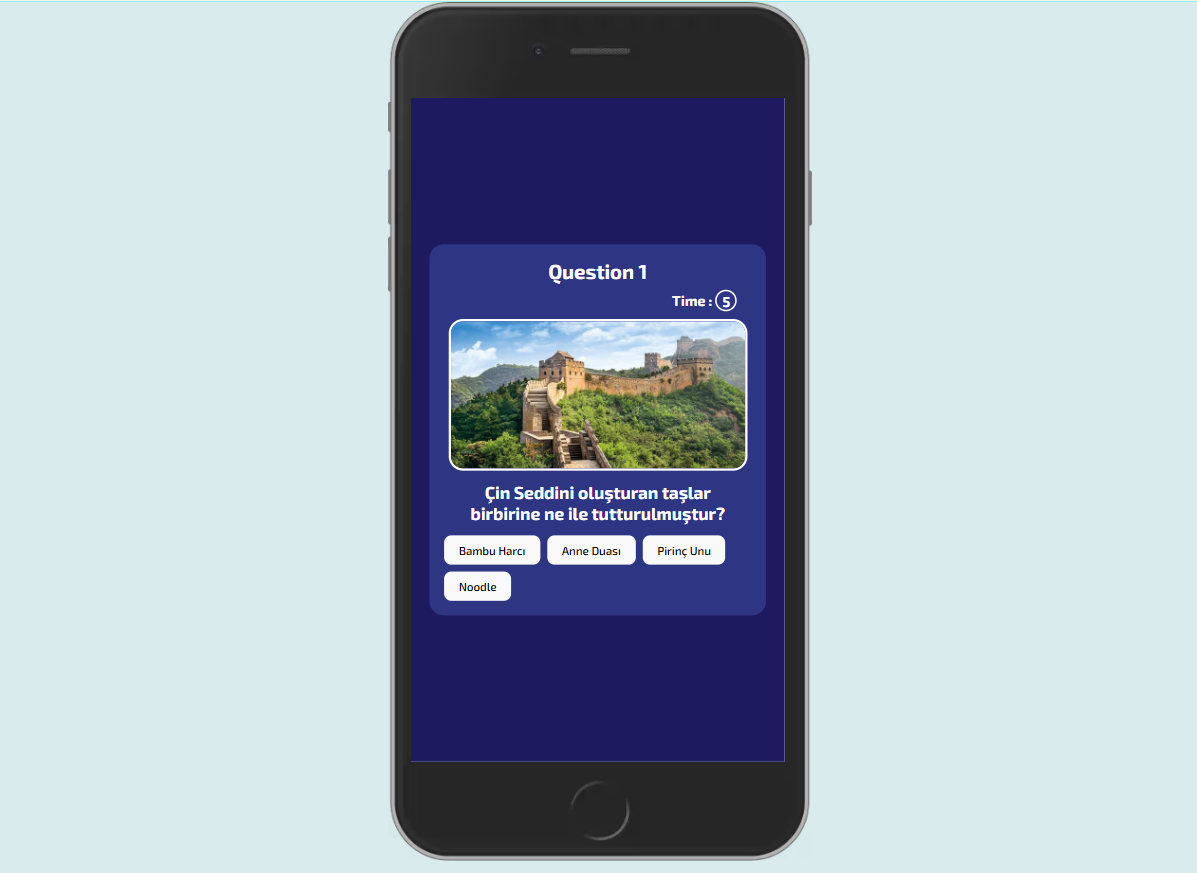 Question 1
Time : 5
Çin Seddini oluşturan taşlar
birbirine ne ile tutturulmuştur?
Bambu Harcı Anne Duası Pirinç Unu
Noodle